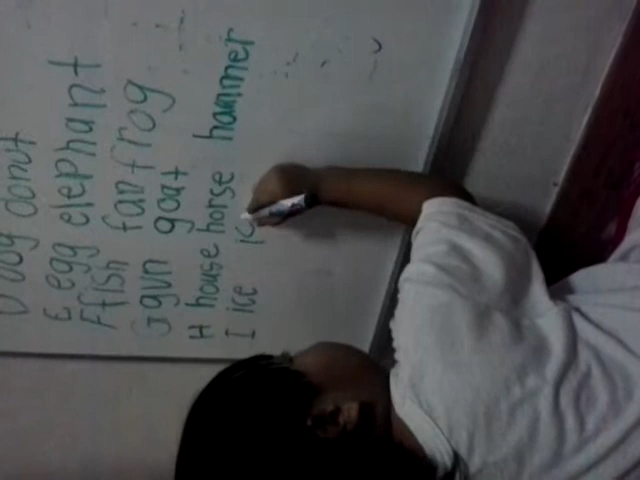 D dog donut
E egg elephant
F fish fan frog
G gun goat
H house horse hammer
I ice ic